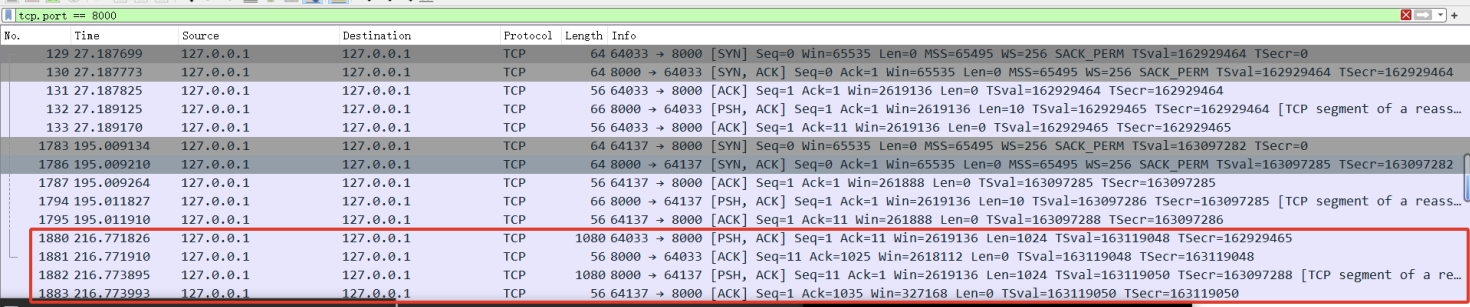 tcp.port == 8000
No. Time Source Destination Protocol Length Info
129 27.187699 127.0.0.1 127.0.0.1 TCP 64 64033 → 8000 [SYN] Seq=0 Win=65535 Len=0 MSS=65495 WS=256 SACK_PERM TSval=162929464 TSecr=0
130 27.187773 127.0.0.1 127.0.0.1 TCP 64 8000 → 64033 [SYN, ACK] Seq=0 Ack=1 Win=65535 Len=0 MSS=65495 WS=256 SACK_PERM TSval=162929464 TSecr=162929464
131 27.187825 127.0.0.1 127.0.0.1 TCP 56 64033 → 8000 [ACK] Seq=1 Ack=1 Win=2619136 Len=0 TSval=162929464 TSecr=162929464
132 27.189125 127.0.0.1 127.0.0.1 TCP 66 8000 → 64033 [PSH, ACK] Seq=1 Ack=1 Win=2619136 Len=10 TSval=162929465 TSecr=162929464 [TCP segment of a reass…
133 27.189170 127.0.0.1 127.0.0.1 TCP 56 64033 → 8000 [ACK] Seq=1 Ack=11 Win=2619136 Len=0 TSval=162929465 TSecr=162929465
1783 195.009134 127.0.0.1 127.0.0.1 TCP 64 64137 → 8000 [SYN] Seq=0 Win=65535 Len=0 MSS=65495 WS=256 SACK_PERM TSval=163097282 TSecr=0
1786 195.009210 127.0.0.1 127.0.0.1 TCP 64 8000 → 64137 [SYN, ACK] Seq=0 Ack=1 Win=65535 Len=0 MSS=65495 WS=256 SACK_PERM TSval=163097285 TSecr=163097282
1787 195.009264 127.0.0.1 127.0.0.1 TCP 56 64137 → 8000 [ACK] Seq=1 Ack=1 Win=261888 Len=0 TSval=163097285 TSecr=163097285
1794 195.011827 127.0.0.1 127.0.0.1 TCP 66 8000 → 64137 [PSH, ACK] Seq=1 Ack=1 Win=2619136 Len=10 TSval=163097286 TSecr=163097285 [TCP segment of a reass…
1795 195.011910 127.0.0.1 127.0.0.1 TCP 56 64137 → 8000 [ACK] Seq=1 Ack=11 Win=261888 Len=0 TSval=163097288 TSecr=163097286
1880 216.771826 127.0.0.1 127.0.0.1 TCP 1080 64033 → 8000 [PSH, ACK] Seq=1 Ack=11 Win=2619136 Len=1024 TSval=163119048 TSecr=162929465
1881 216.771910 127.0.0.1 127.0.0.1 TCP 56 8000 → 64033 [ACK] Seq=11 Ack=1025 Win=2618112 Len=0 TSval=163119048 TSecr=163119048
1882 216.773895 127.0.0.1 127.0.0.1 TCP 1080 8000 → 64137 [PSH, ACK] Seq=11 Ack=1 Win=2619136 Len=1024 TSval=163119050 TSecr=163097288 [TCP segment of a re…
1883 216.773993 127.0.0.1 127.0.0.1 TCP 56 64137 → 8000 [ACK] Seq=1 Ack=1035 Win=327168 Len=0 TSval=163119050 TSecr=163119050